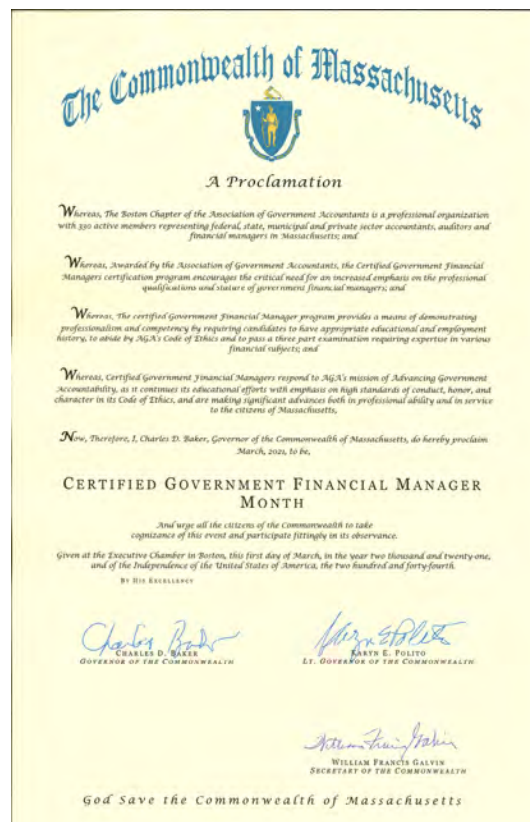 The Commonwealth of Massachusetts
A Proclamation
Whereas, The Boston Chapter of the Association of Government Accountants is a professional organization
with 330 active members representing federal, state, municipal and private sector accountants, auditors and
financial managers in Massachusetts; and
Whereas, Awarded by the Association of Government Accountants, the Certified Government Financial
Managers certification program encourages the critical need for an increased emphasis on the professional
qualifications and stature of government financial managers; and
Whereas, The certified Government Financial Manager program provides a means of demonstrating
professionalism and competency by requiring candidates to have appropriate educational and employment
history, to abide by AGA's Code of Ethics and to pass a three part examination requiring expertise in various
financial subjects; and
Whereas, Certified Government Financial Managers respond to AGA's mission of Advancing Government
Accountability, as it continues its educational efforts with emphasis on high standards of conduct, honor, and
character in its Code of Ethics, and are making significant advances both in professional ability and in service
to the citizens of Massachusetts,
Now, Therefore, I, Charles D. Baker, Governor of the Commonwealth of Massachusetts, do hereby proclaim
March, 2021, to be,
CERTIFIED GOVERNMENT FINANCIAL MANAGER
MONTH
And urge all the citizens of the Commonwealth to take
cognizance of this event and participate fittingly in its observance.
Given at the Executive Chamber in Boston, this first day of March, in the year two thousand and twenty-one,
and of the Independence of the United States of America, the two hundred and forty-fourth.
BY HIS EXCELLENCY
Charles Baker
CHARLES D. BAKER
GOVERNOR OF THE COMMONWEALTH
Karyn E Polito
KARYN E. POLITO
LT. GOVERNOR OF THE COMMONWEALTH
William Francis Galvin
WILLIAM FRANCIS GALVIN
SECRETARY OF THE COMMONWEALTH
God Save the Commonwealth of Massachusetts